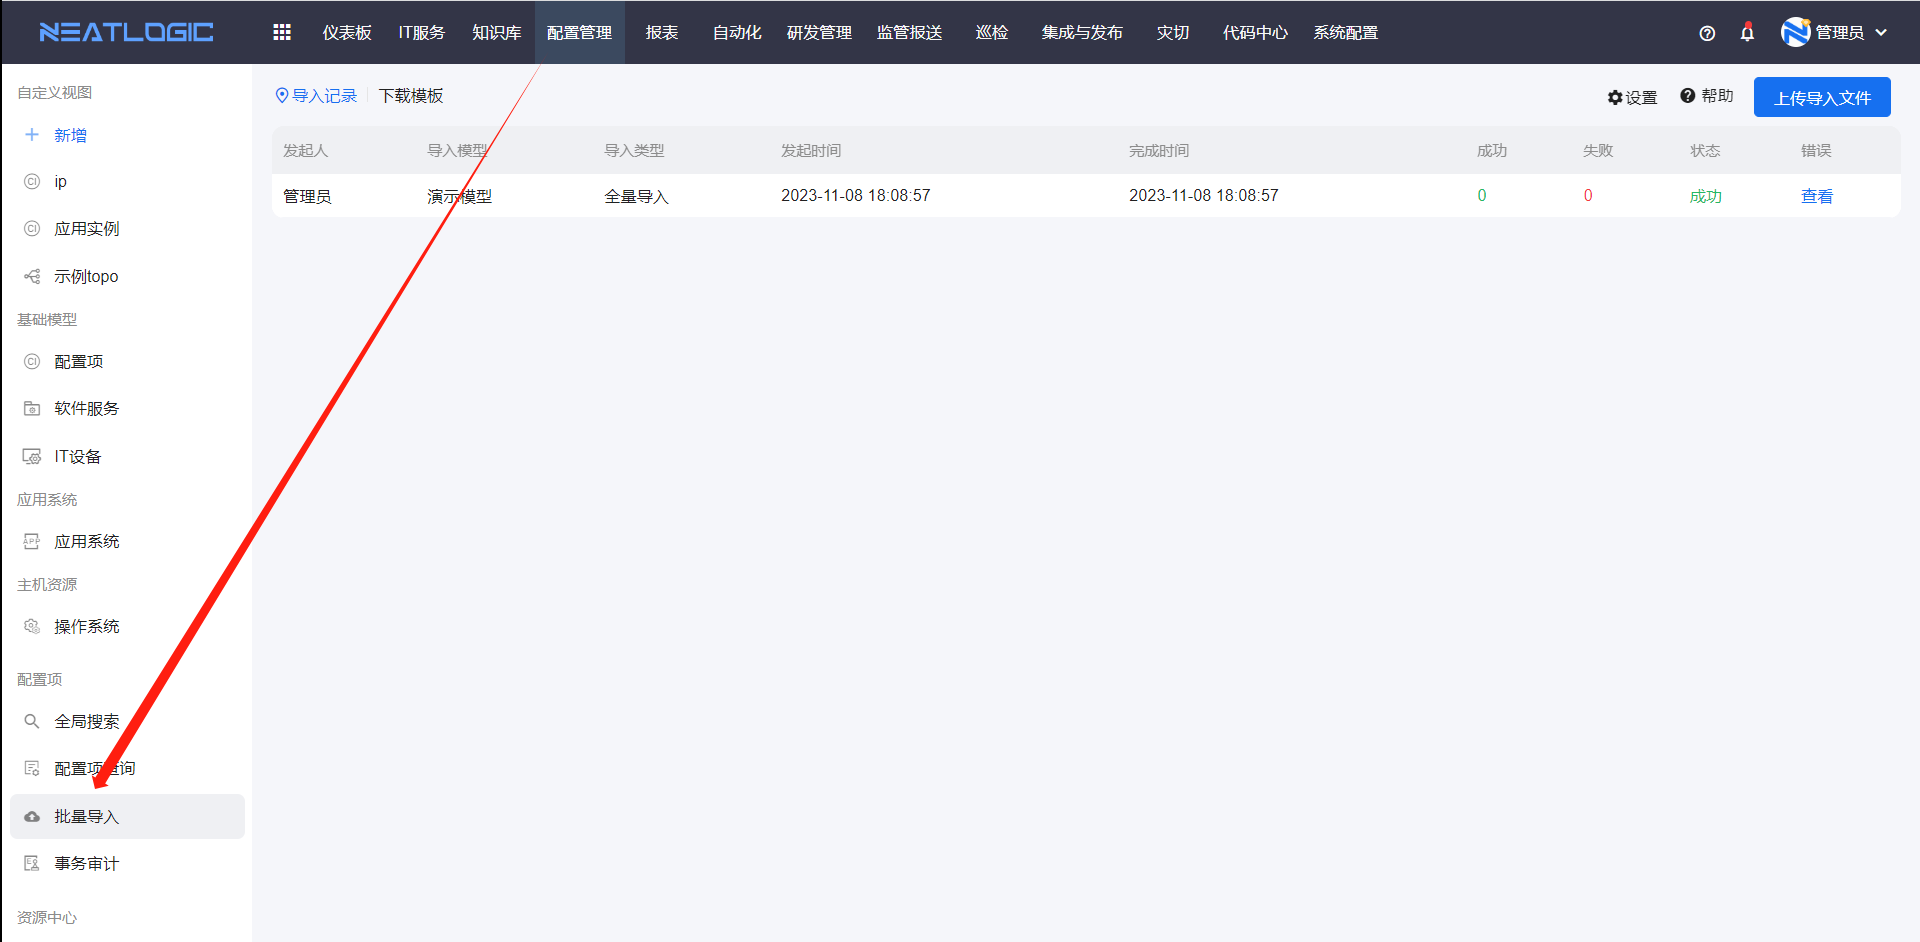 NEATLOGIC
仪表板 IT服务 知识库 配置管理 报表 自动化 研发管理 监管报送 巡检 集成与发布 灾切 代码中心 系统配置 管理员
自定义视图
新增
ip
应用实例
示例topo
基础模型
配置项
软件服务
IT设备
应用系统
应用系统
主机资源
操作系统
配置项
全局搜索
配置项查询
批量导入
事务审计
资源中心
导入记录 下载模板 设置 帮助 上传导入文件
发起人 导入模型 导入类型 发起时间 完成时间 成功 失败 状态 错误
管理员 演示模型 全量导入 2023-11-08 18:08:57 2023-11-08 18:08:57 0 0 成功 查看